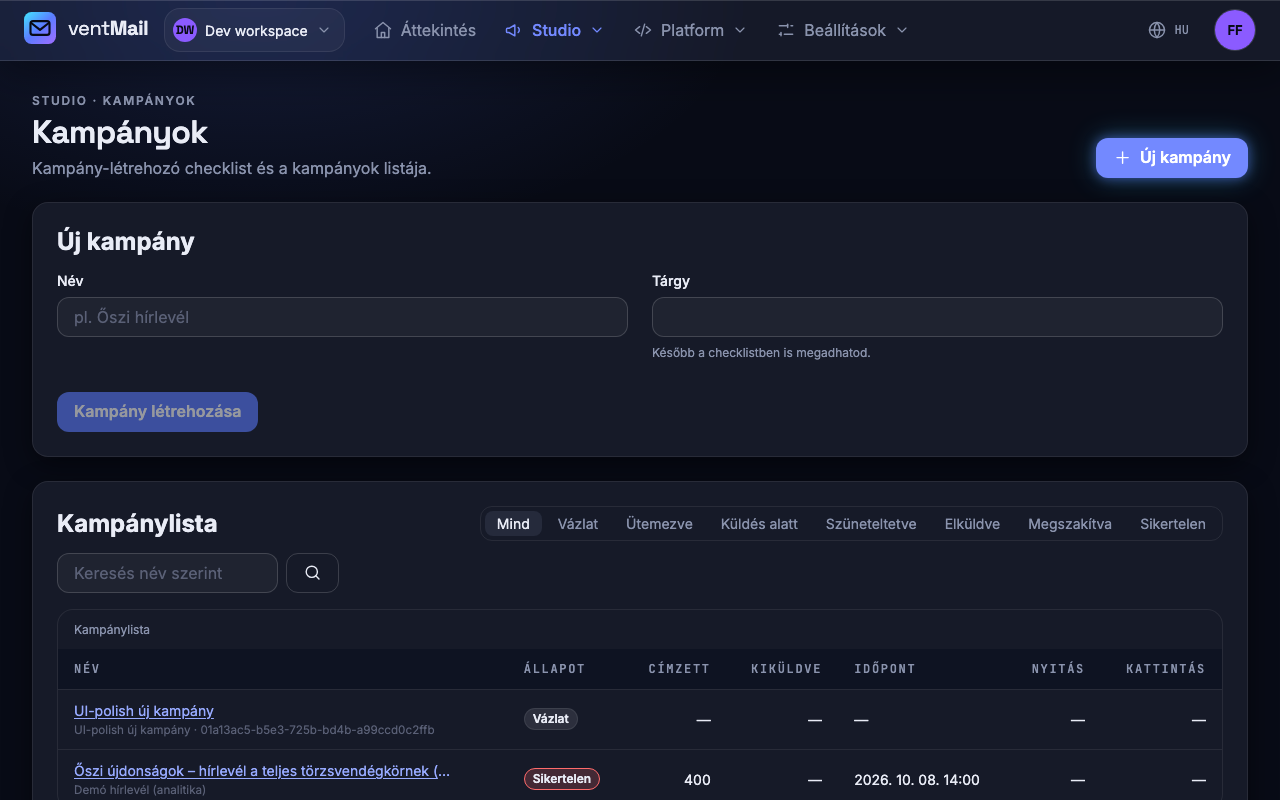 ventMail
DW Dev workspace
Áttekintés
Studio
Platform
Beállítások
HU
FF
STUDIO · KAMPÁNYOK
Kampányok
Kampány-létrehozó checklist és a kampányok listája.
Új kampány
Új kampány
Név
Tárgy
pl. Őszi hírlevél
Később a checklistben is megadhatod.
Kampány létrehozása
Kampánylista
Mind
Vázlat
Ütemezve
Küldés alatt
Szüneteltetve
Elküldve
Megszakítva
Sikertelen
Keresés név szerint
Kampánylista
NÉV ÁLLAPOT CÍMZETT KIKÜLDVE IDŐPONT NYITÁS KATTINTÁS
UI-polish új kampány Vázlat — — — — —
UI-polish új kampány · 01a13ac5-b5e3-725b-bd4b-a99ccd0c2ffb
Őszi újdonságok – hírlevél a teljes törzsvendégkörnek (... Sikertelen 400 — 2026. 10. 08. 14:00 — —
Demó hírlevél (analitika)